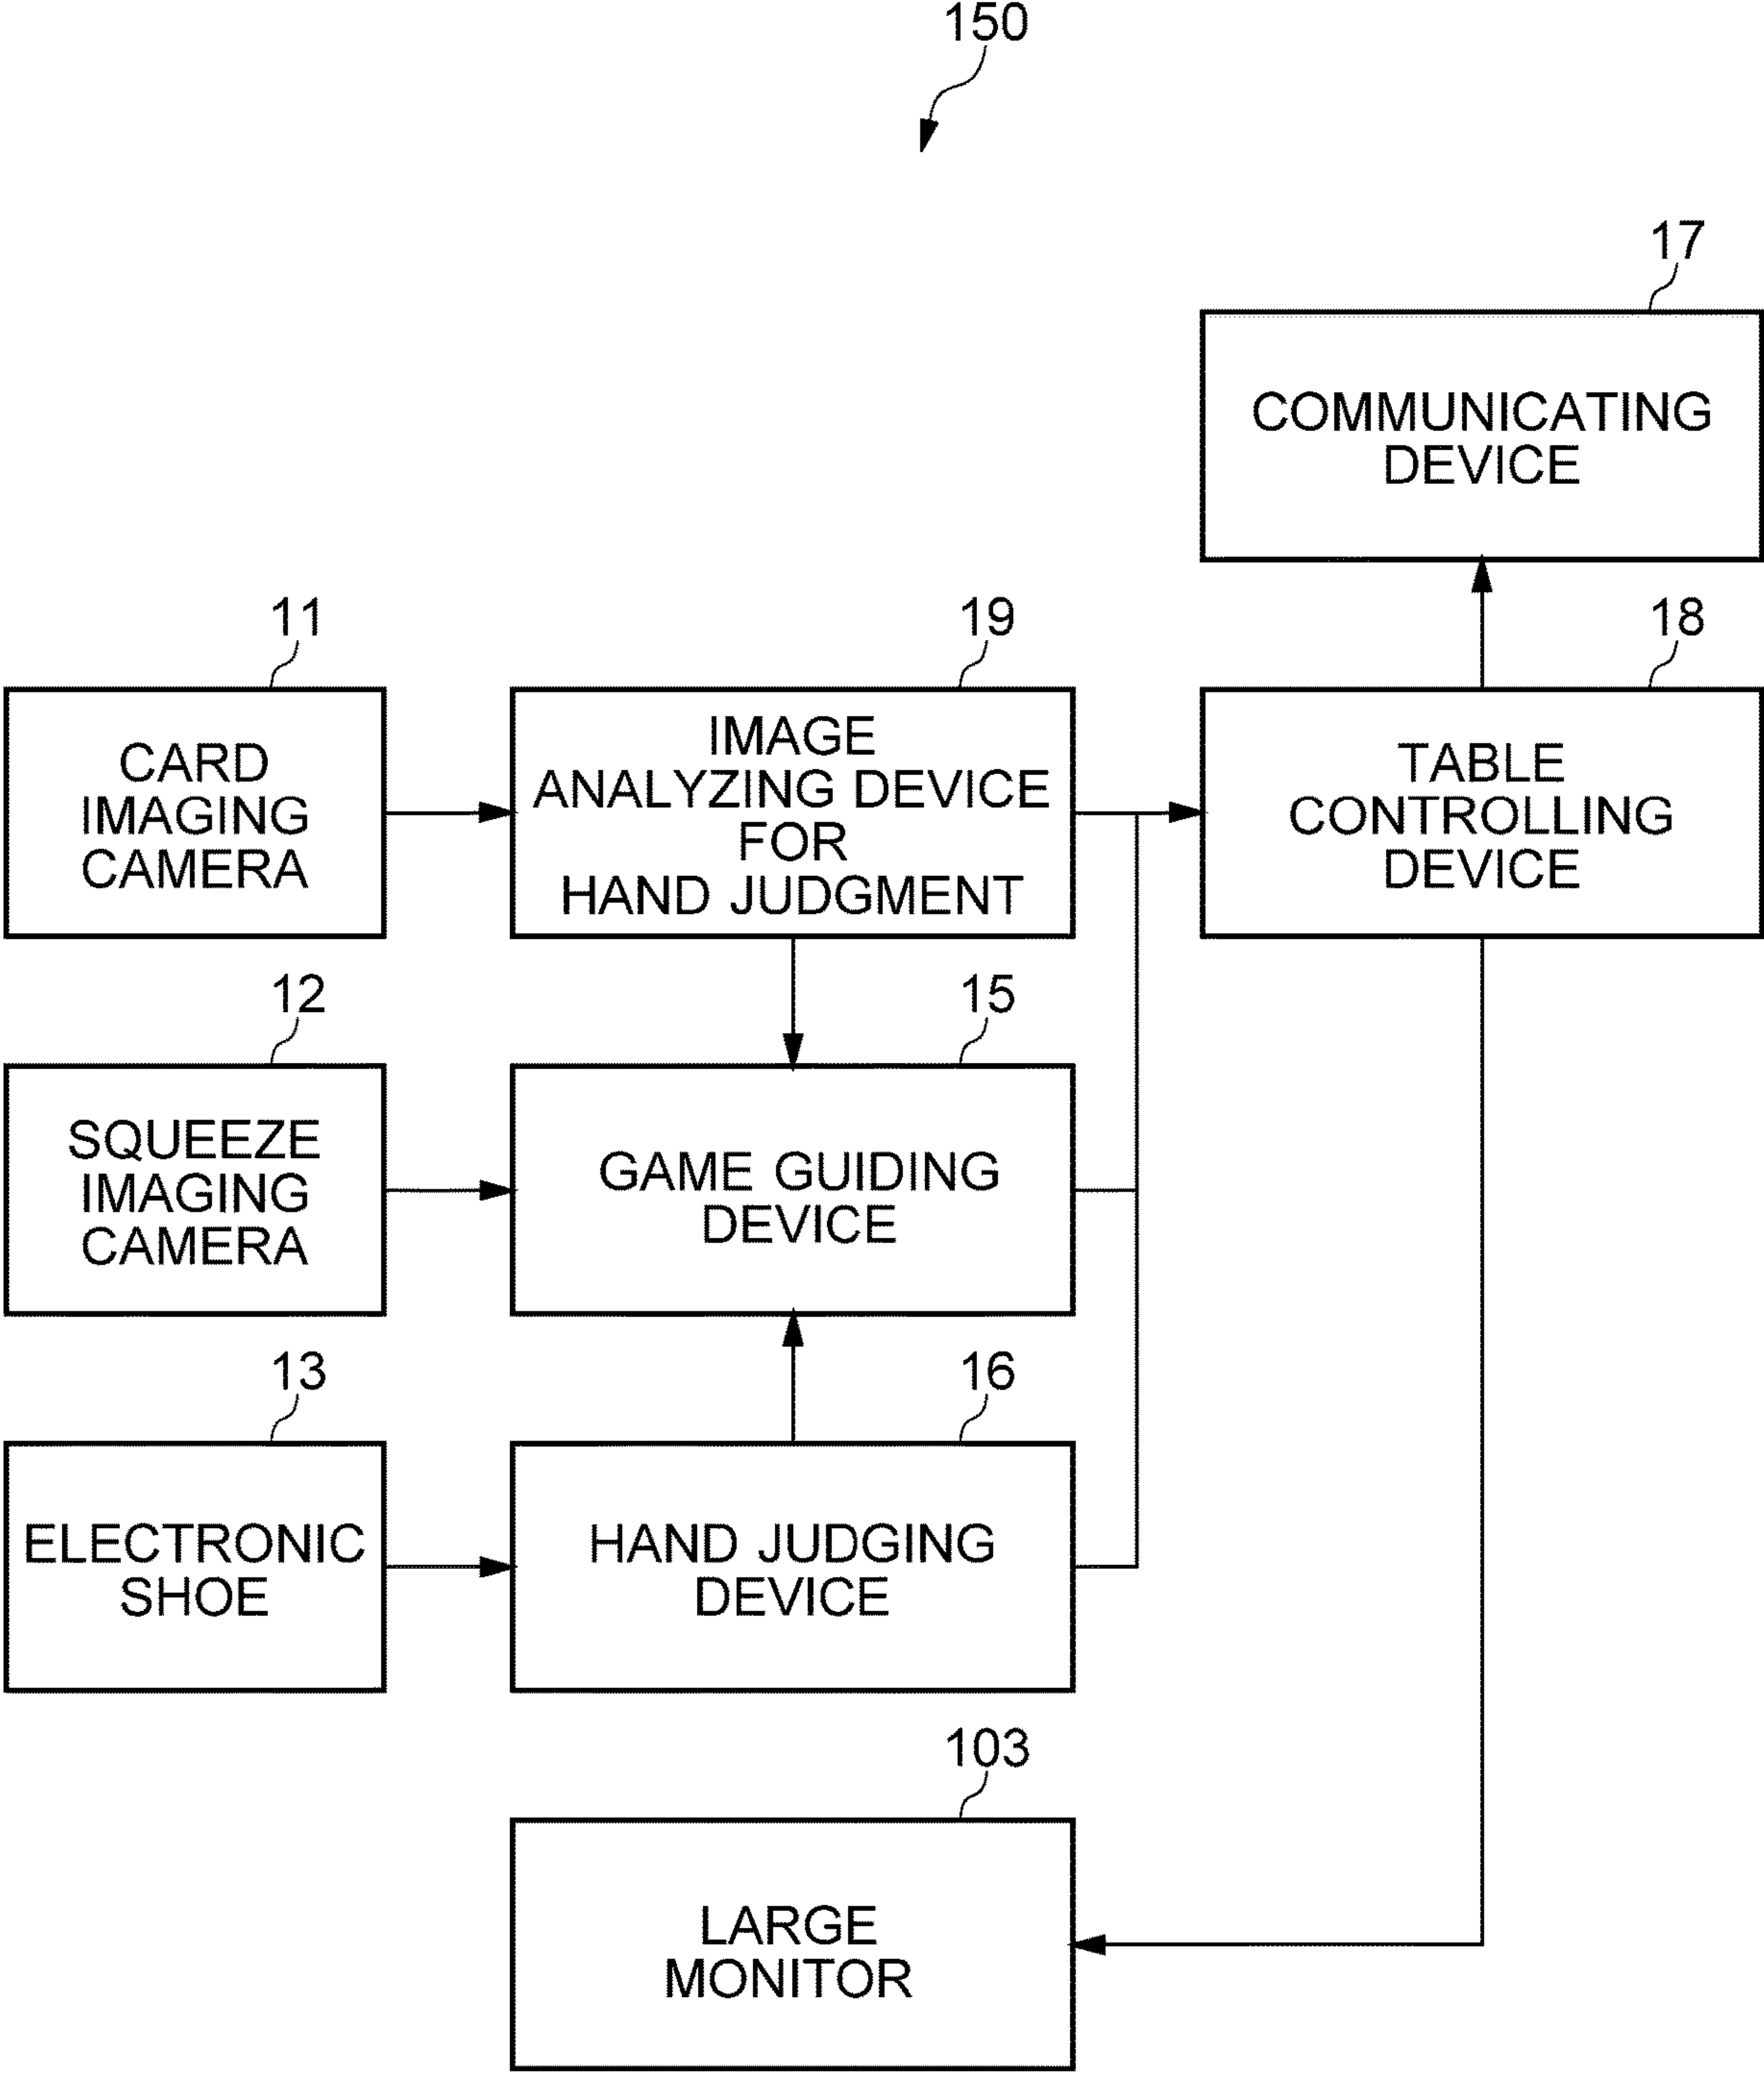 150
17
COMMUNICATING
DEVICE
11
CARD
IMAGING
CAMERA
19
IMAGE
ANALYZING DEVICE
FOR
HAND JUDGMENT
18
TABLE
CONTROLLING
DEVICE
12
SQUEEZE
IMAGING
CAMERA
15
GAME GUIDING
DEVICE
13
ELECTRONIC
SHOE
16
HAND JUDGING
DEVICE
103
LARGE
MONITOR